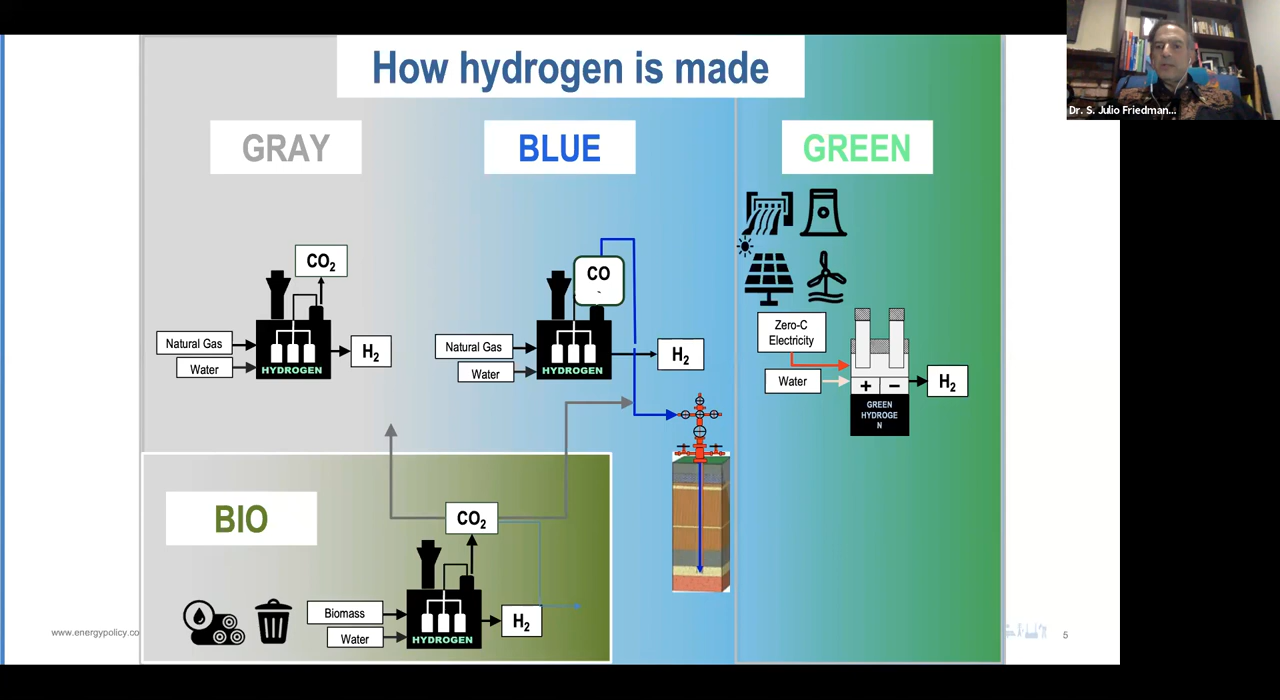 How hydrogen is made
Dr. S. Julio Friedman...
GRAY
BLUE
GREEN
CO₂
Natural Gas
Water
HYDROGEN
H₂
CO
Natural Gas
Water
HYDROGEN
H₂
Zero-C
Electricity
Water
+ −
GREEN
HYDROGE
N
H₂
BIO
CO₂
Biomass
Water
HYDROGEN
H₂
www.energypolicy.co
5